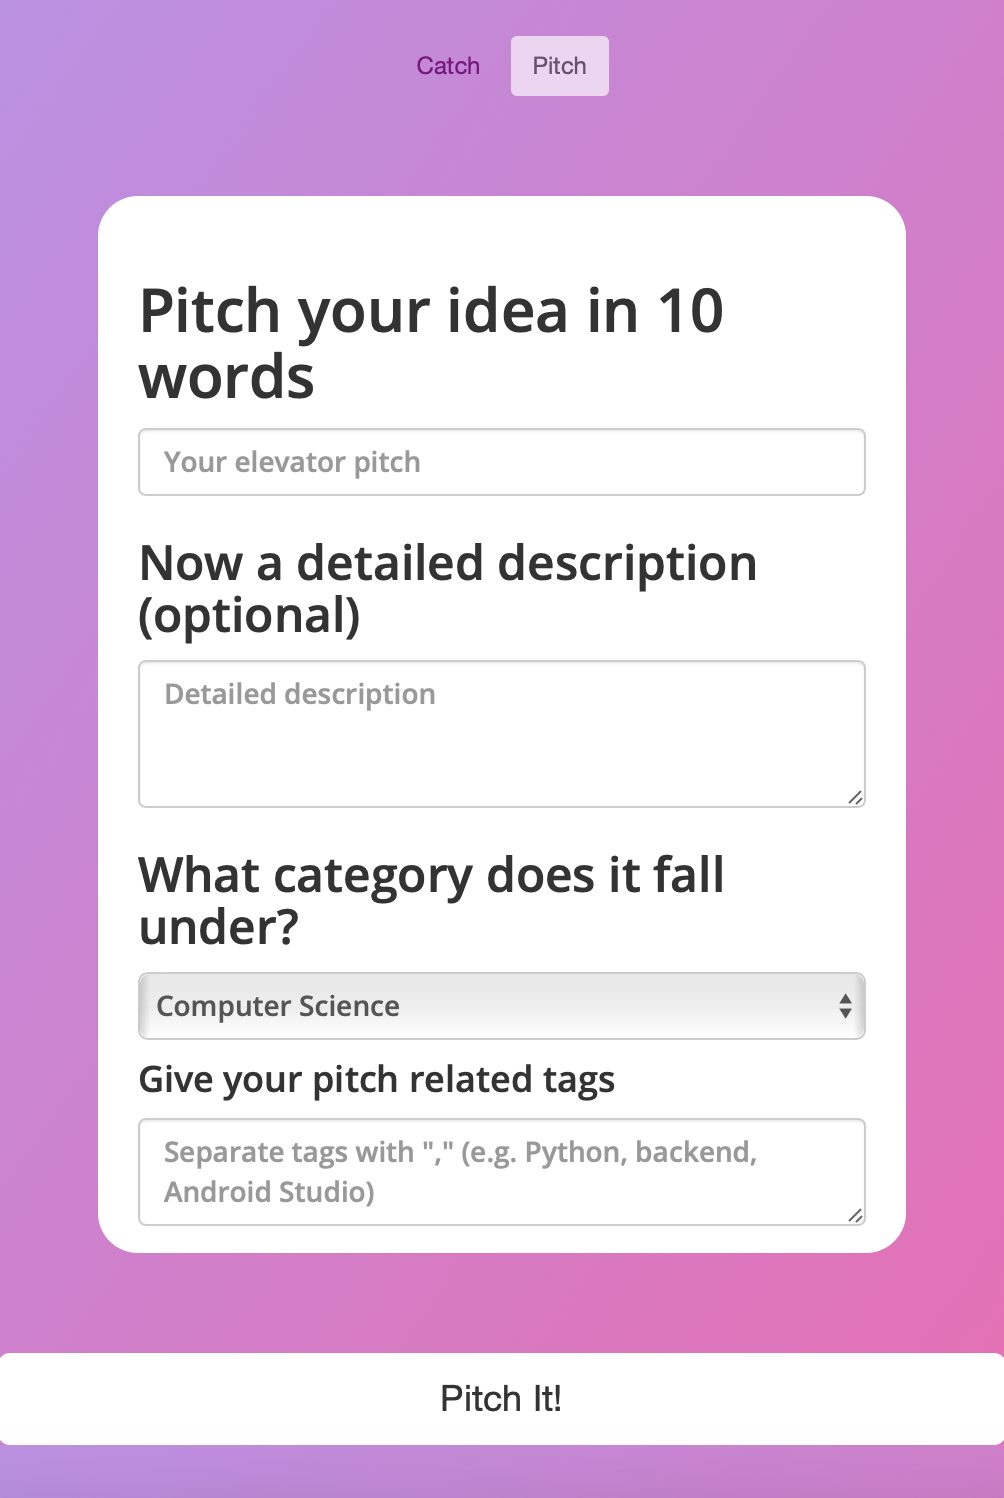 Catch Pitch
Pitch your idea in 10
words
Your elevator pitch
Now a detailed description
(optional)
Detailed description
What category does it fall
under?
Computer Science
Give your pitch related tags
Separate tags with "," (e.g. Python, backend,
Android Studio)
Pitch It!